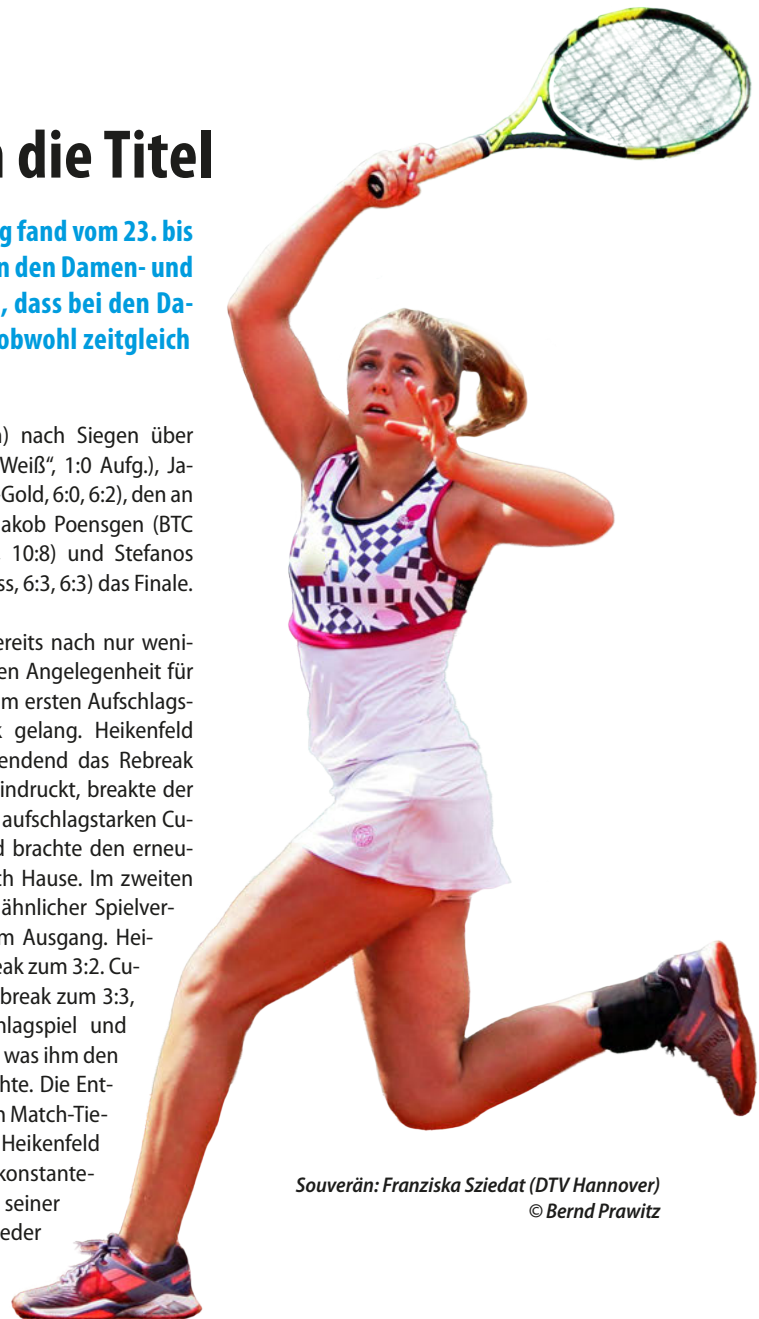 die Titel
g fand vom 23. bis
n den Damen- und
, dass bei den Da-
obwohl zeitgleich
) nach Siegen über
Weiß“, 1:0 Aufg.), Ja-
Gold, 6:0, 6:2), den an
akob Poensgen (BTC
10:8) und Stefanos
ss, 6:3, 6:3) das Finale.
ereits nach nur weni-
en Angelegenheit für
m ersten Aufschlags-
k gelang. Heikenfeld
endend das Rebreak
indruckt, breakte der
aufschlagstarken Cu-
d brachte den erneu-
ch Hause. Im zweiten
ähnlicher Spielver-
m Ausgang. Hei-
eak zum 3:2. Cu-
break zum 3:3,
hlagspiel und
was ihm den
hte. Die Ent-
n Match-Tie-
Heikenfeld
konstante-
seiner
eder
Babolat
Souverän: Franziska Sziedat (DTV Hannover)
© Bernd Prawitz